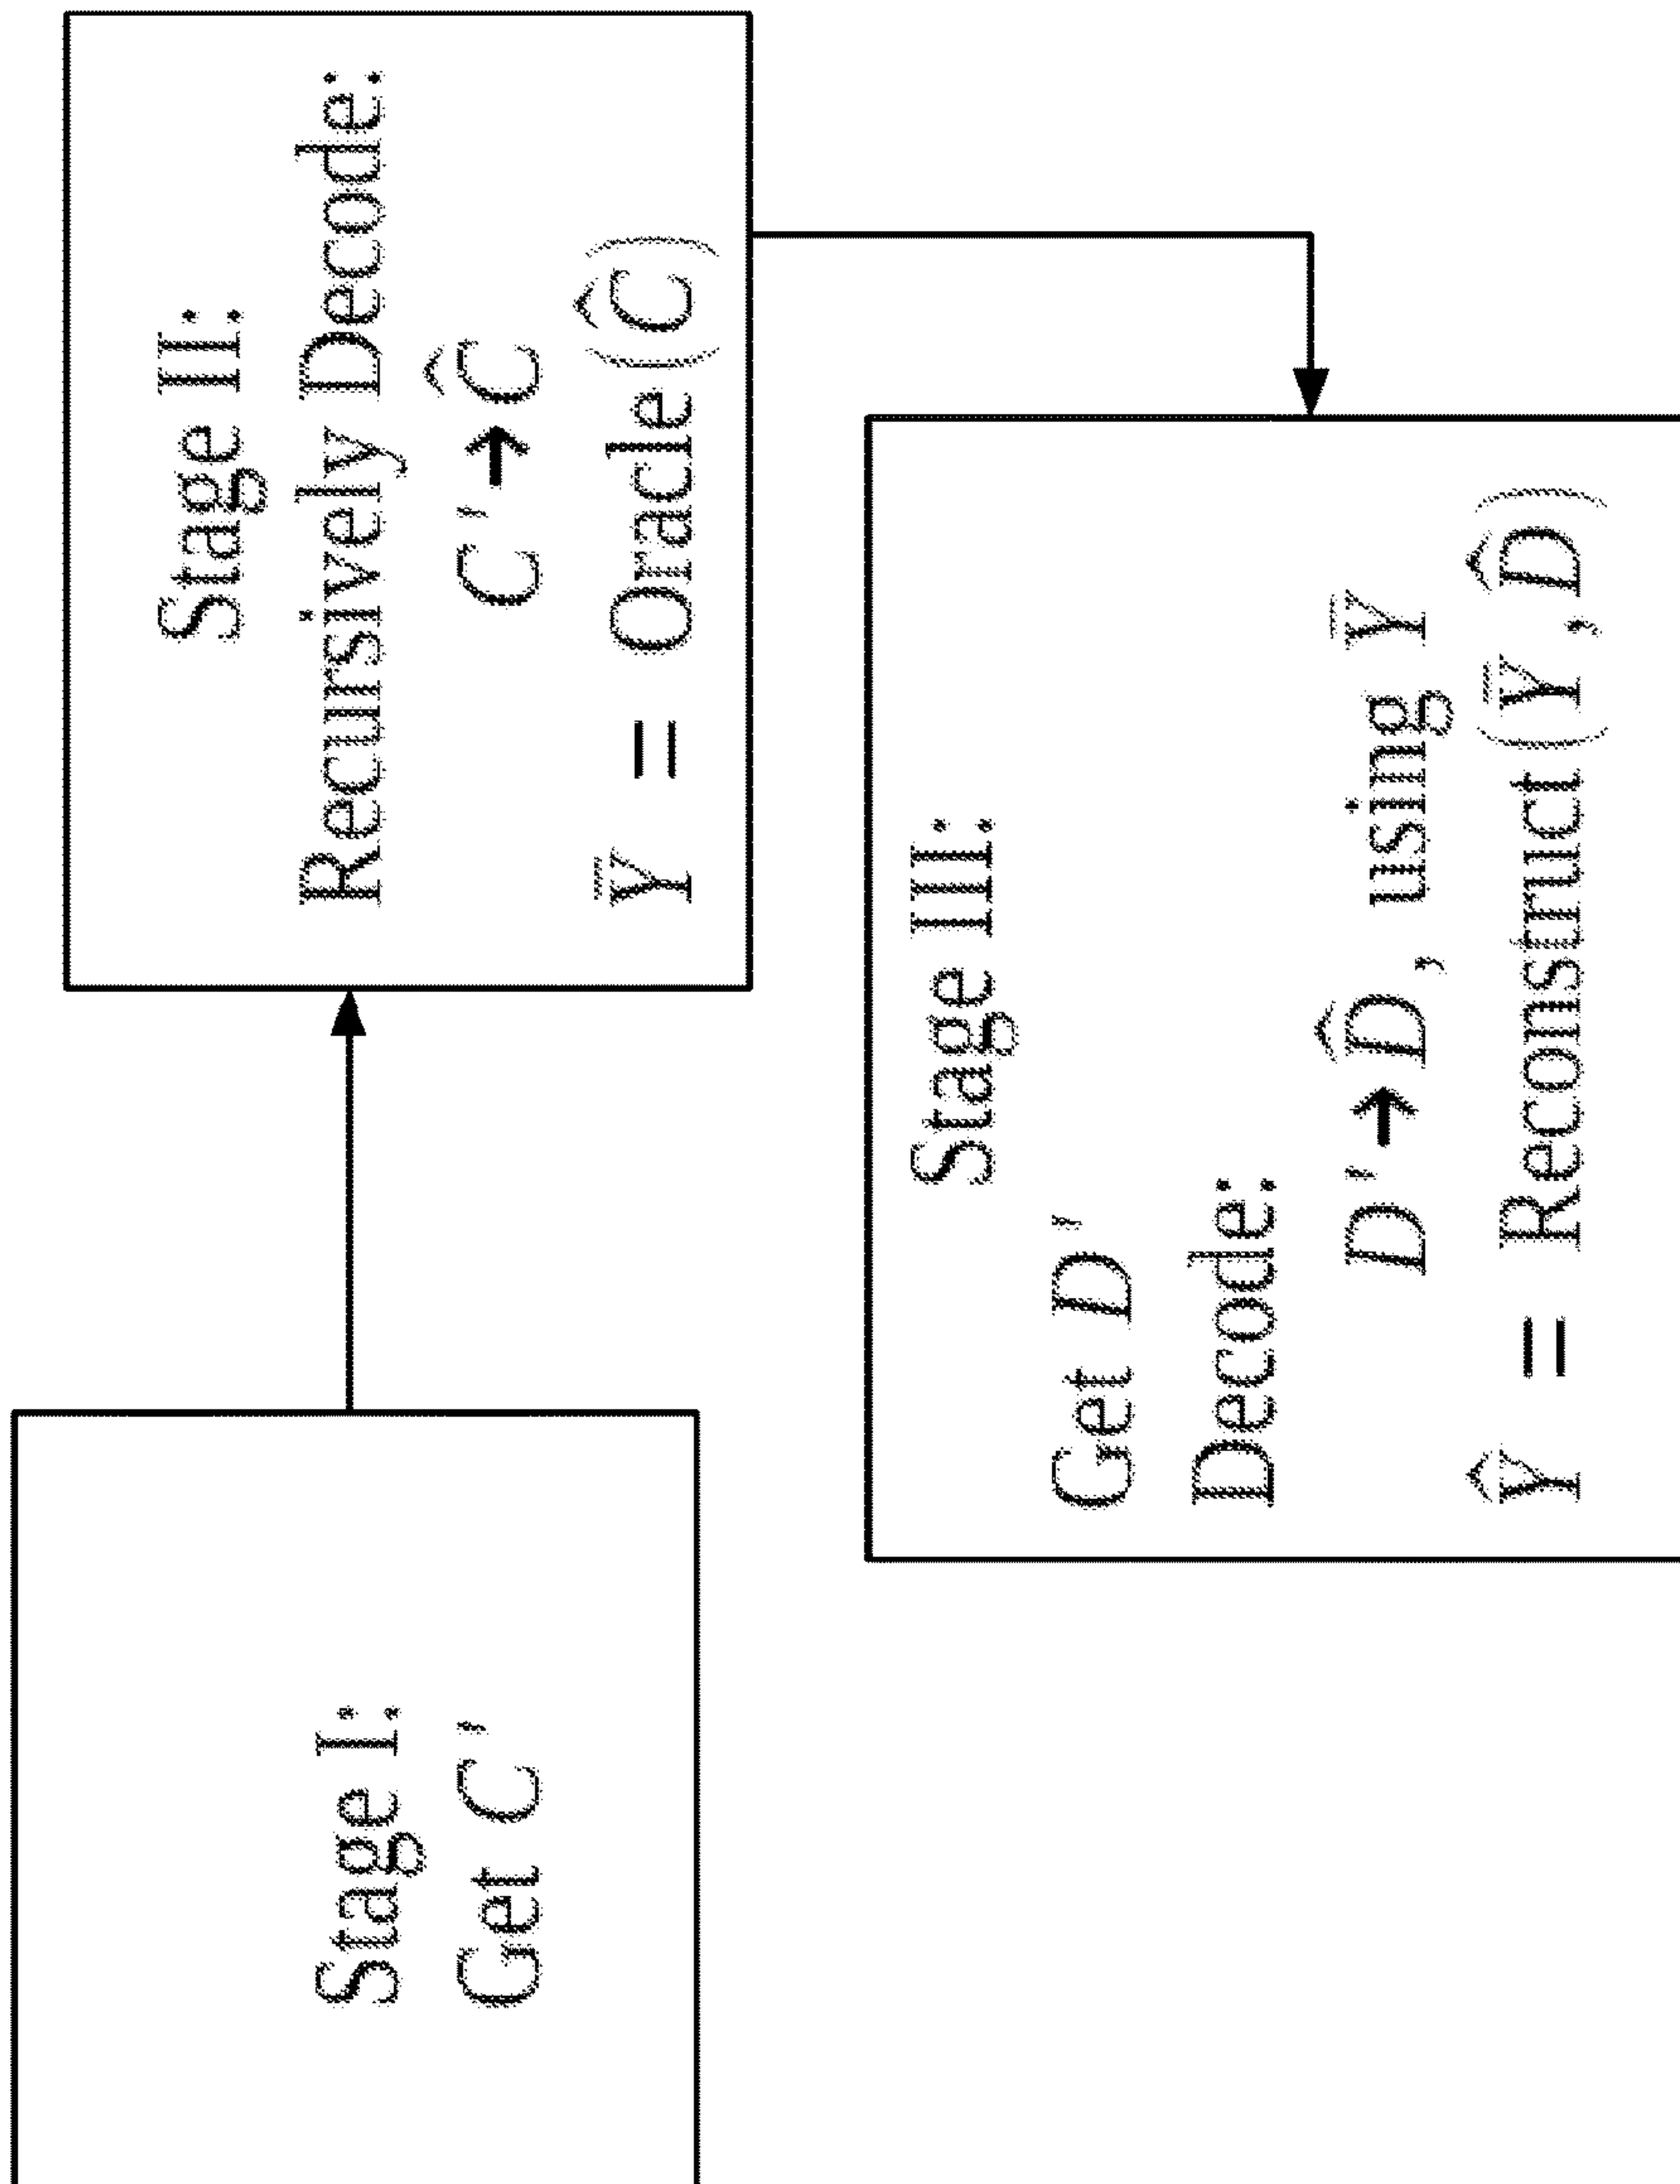 Stage I:
Get C'
Stage II:
Recursively Decode:
C' → Ĉ
Ȳ = Oracle(Ĉ)
Stage III:
Get D'
Decode:
D' → D̂, using Ȳ
Ŷ = Reconstruct(Ȳ, D̂)